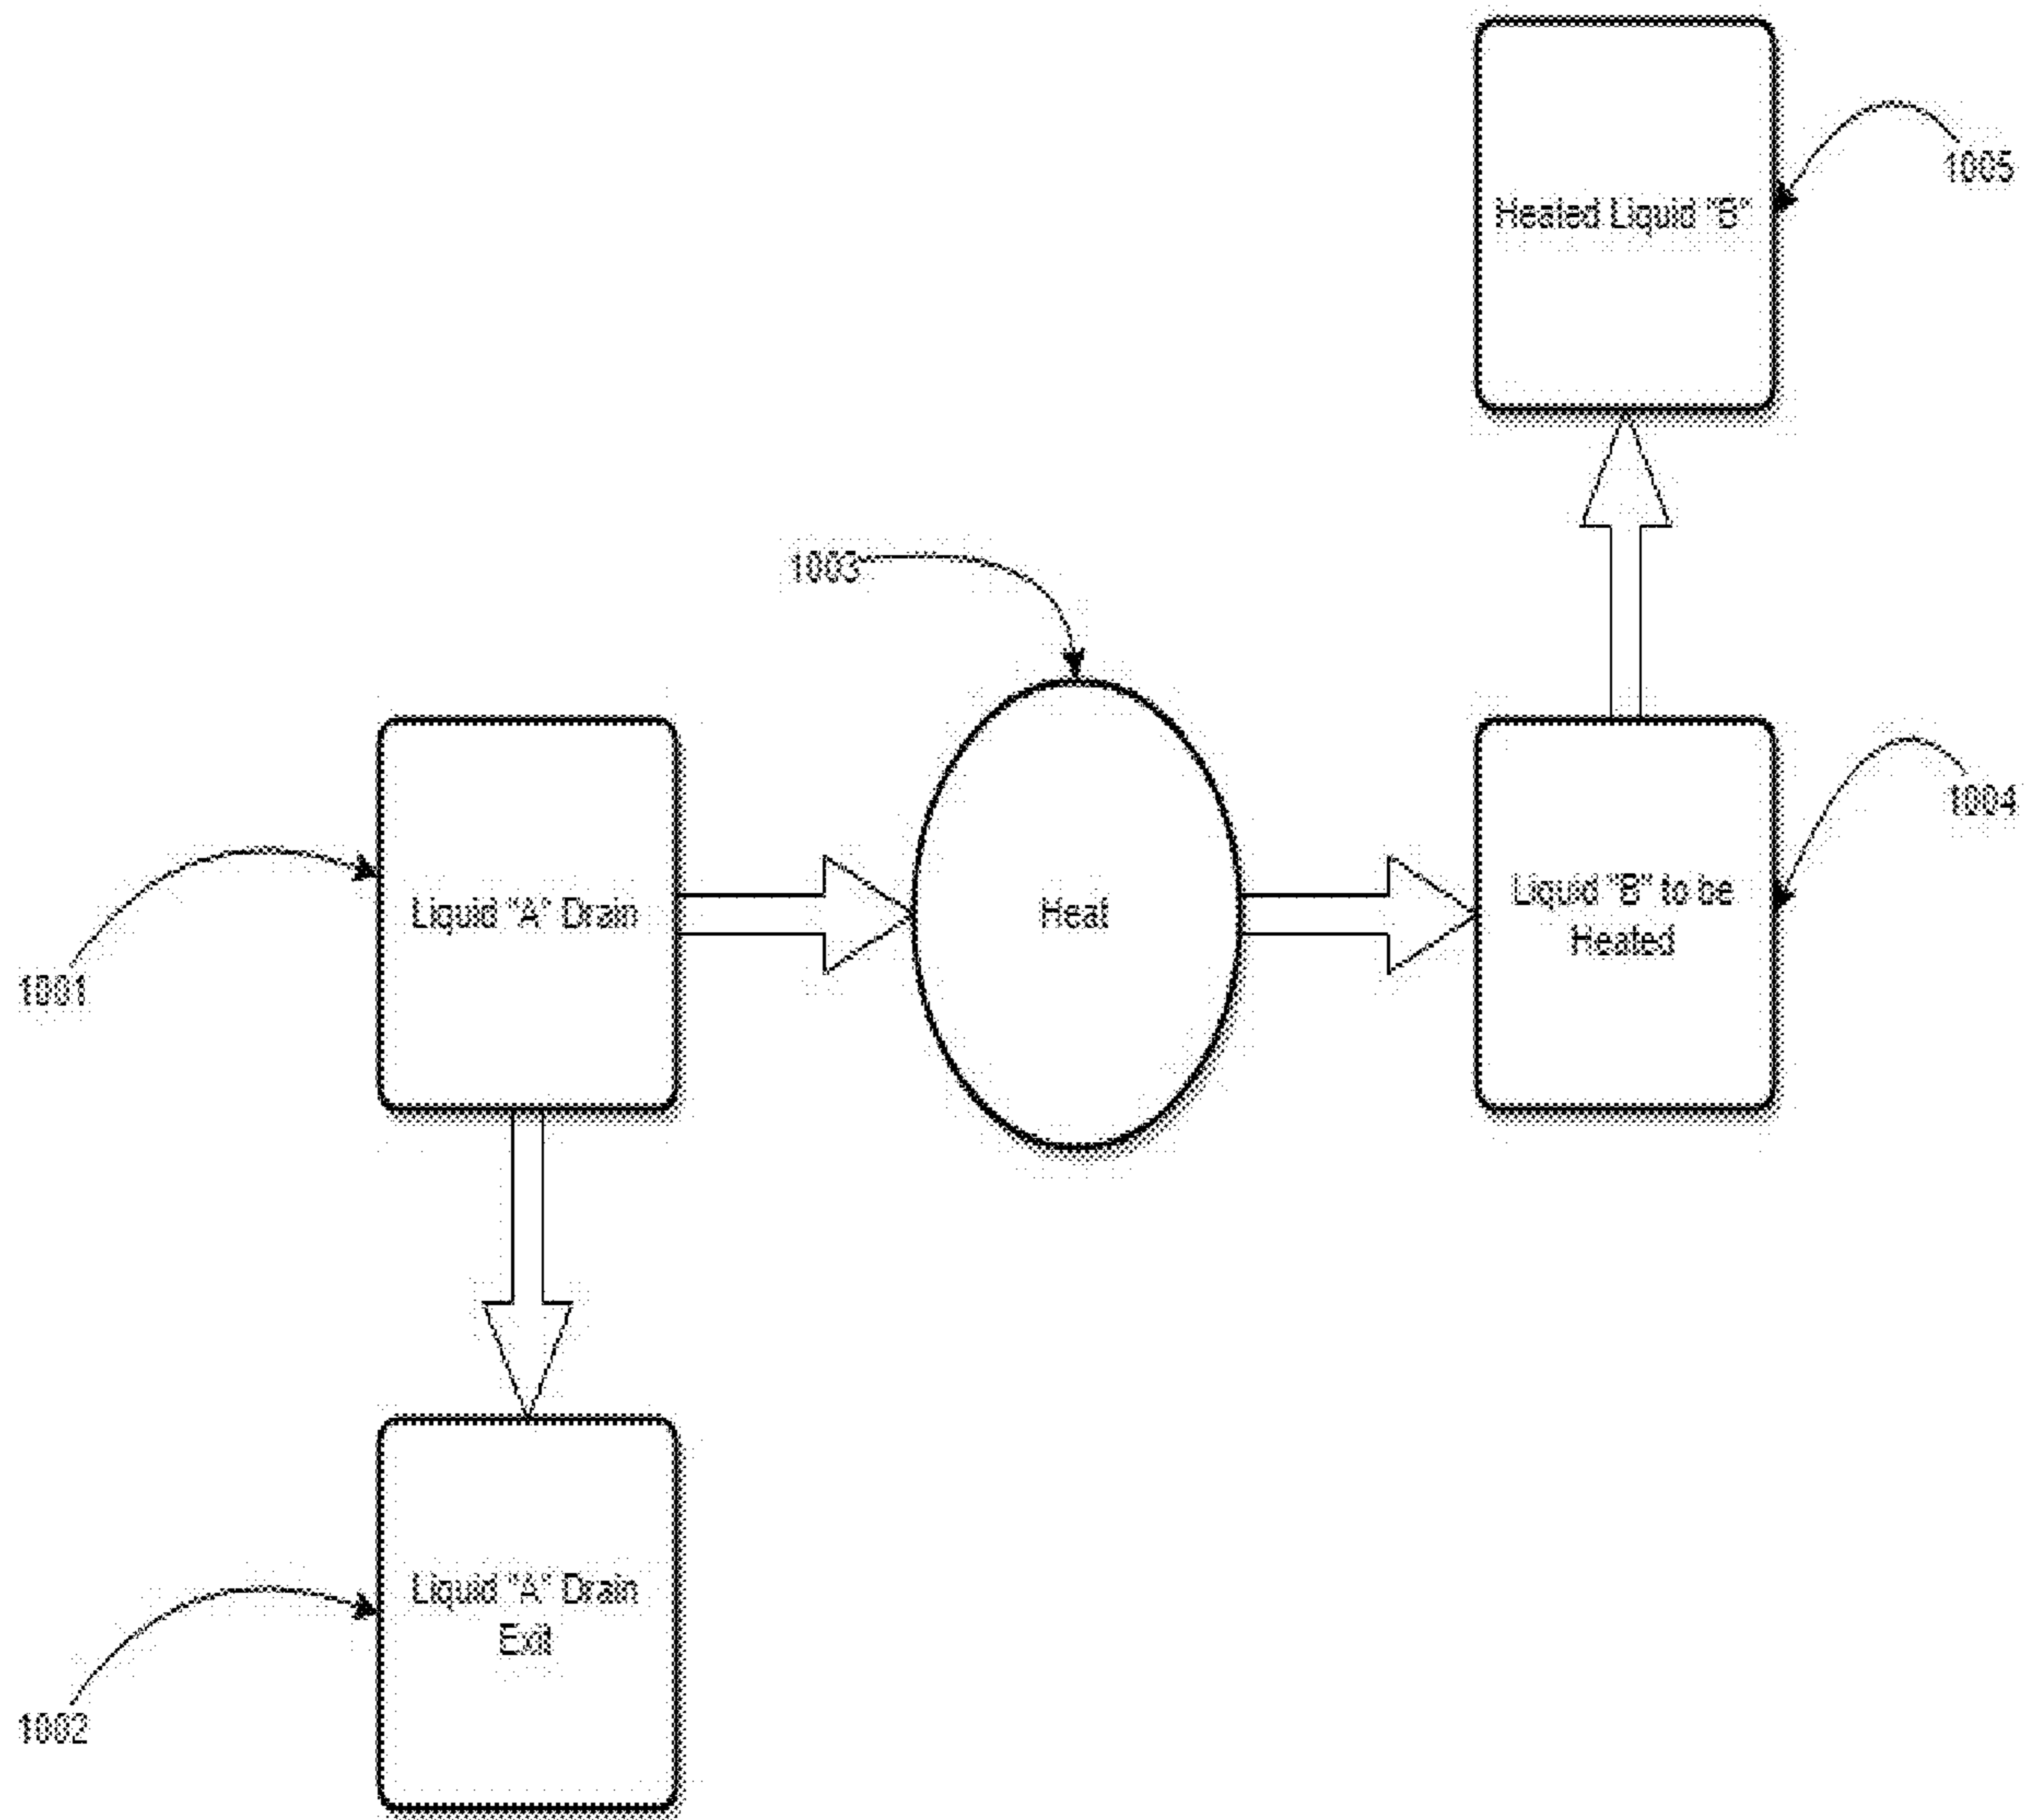 Heated Liquid "B"
1005
1003
1004
Liquid "A" Drain
Heat
Liquid "B" to be
Heated
1001
Liquid "A" Drain
Exit
1002